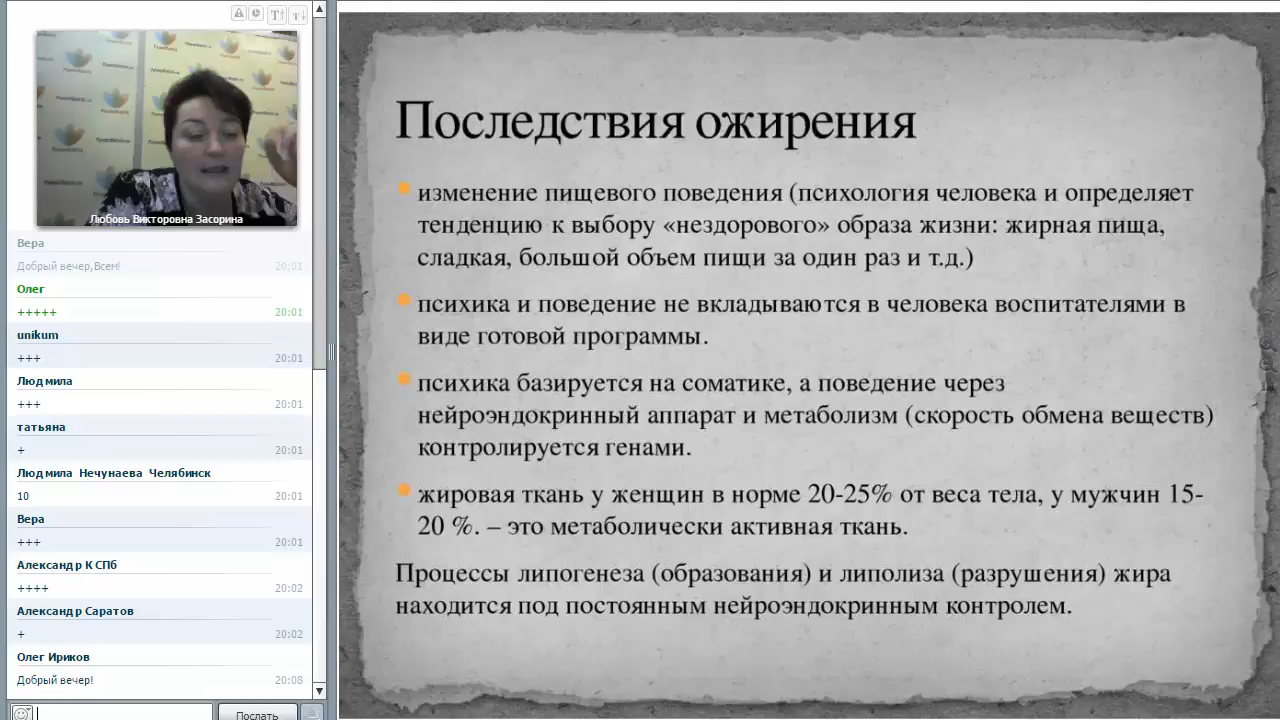 Любовь Викторовна Засорина
Вера
Добрый вечер,Всем!
20:01
Олег
+++++
20:01
unikum
+++
20:01
Людмила
+++
20:01
татьяна
+
20:01
Людмила Нечунаева Челябинск
10
20:01
Вера
+++
20:01
Александр К СПб
++++
20:02
Александр Саратов
+
20:02
Олег Ириков
Добрый вечер!
20:08
Послать
Последствия ожирения
изменение пищевого поведения (психология человека и определяет
тенденцию к выбору «нездорового» образа жизни: жирная пища,
сладкая, большой объем пищи за один раз и т.д.)
психика и поведение не вкладываются в человека воспитателями в
виде готовой программы.
психика базируется на соматике, а поведение через
нейроэндокринный аппарат и метаболизм (скорость обмена веществ)
контролируется генами.
жировая ткань у женщин в норме 20-25% от веса тела, у мужчин 15-
20 %. – это метаболически активная ткань.
Процессы липогенеза (образования) и липолиза (разрушения) жира
находится под постоянным нейроэндокринным контролем.